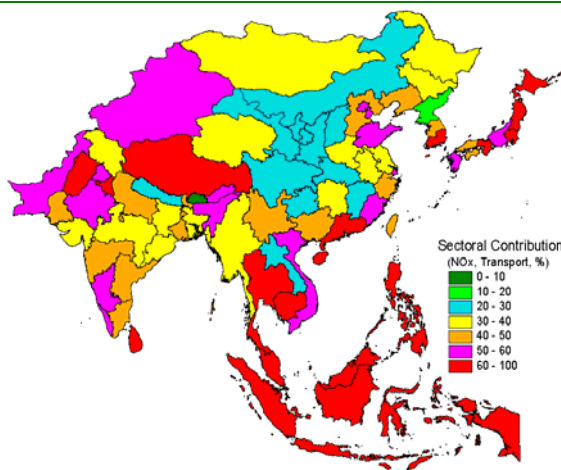 Sectoral Contribution
(NOx, Transport, %)
0 - 10
10 - 20
20 - 30
30 - 40
40 - 50
50 - 60
60 - 100